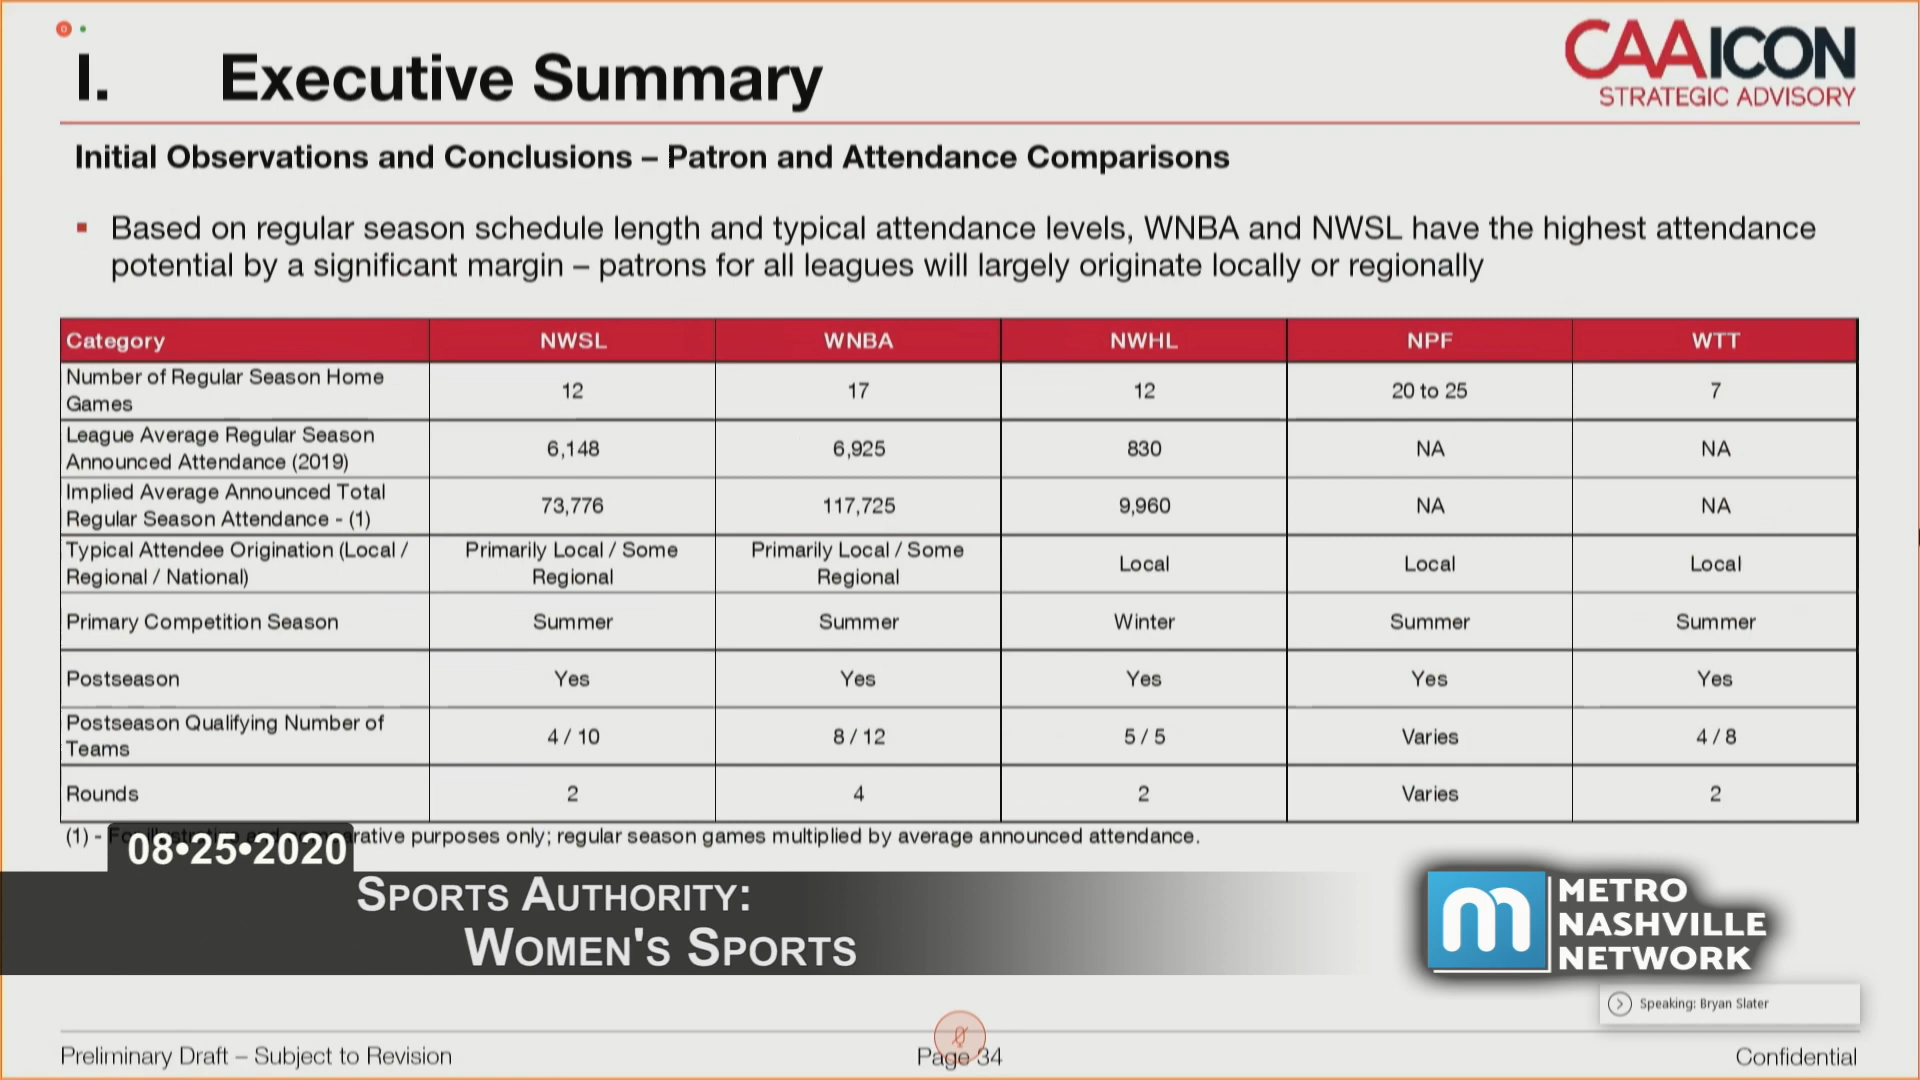 CAAICON
STRATEGIC ADVISORY
I. Executive Summary
Initial Observations and Conclusions – Patron and Attendance Comparisons
▪ Based on regular season schedule length and typical attendance levels, WNBA and NWSL have the highest attendance
potential by a significant margin – patrons for all leagues will largely originate locally or regionally
Category NWSL WNBA NWHL NPF WTT
Number of Regular Season Home
Games 12 17 12 20 to 25 7
League Average Regular Season
Announced Attendance (2019) 6,148 6,925 830 NA NA
Implied Average Announced Total
Regular Season Attendance - (1) 73,776 117,725 9,960 NA NA
Typical Attendee Origination (Local /
Regional / National) Primarily Local / Some
Regional Primarily Local / Some
Regional Local Local Local
Primary Competition Season Summer Summer Winter Summer Summer
Postseason Yes Yes Yes Yes Yes
Postseason Qualifying Number of
Teams 4 / 10 8 / 12 5 / 5 Varies 4 / 8
Rounds 2 4 2 Varies 2
(1) - purposes only; regular season games multiplied by average announced attendance.
08•25•2020
SPORTS AUTHORITY:
WOMEN'S SPORTS
m METRO
NASHVILLE
NETWORK
Speaking: Bryan Slater
Preliminary Draft – Subject to Revision
Page 34
Confidential